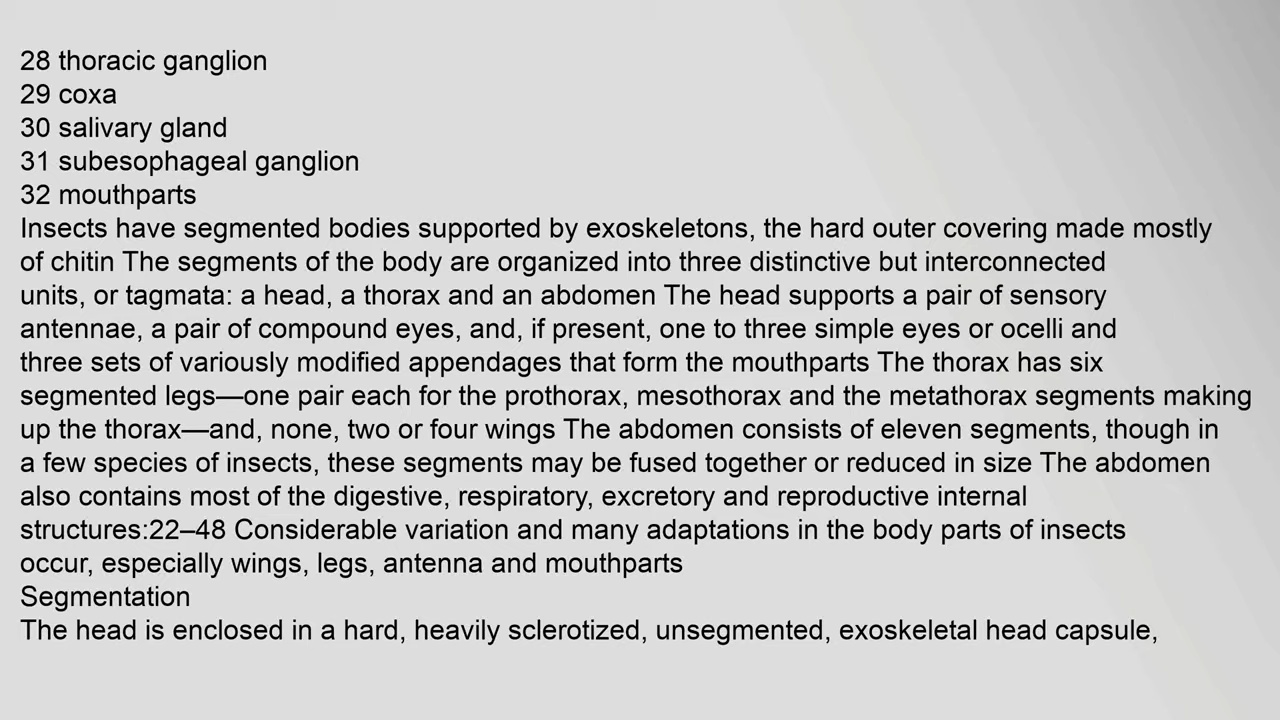 28 thoracic ganglion
29 coxa
30 salivary gland
31 subesophageal ganglion
32 mouthparts
Insects have segmented bodies supported by exoskeletons, the hard outer covering made mostly
of chitin The segments of the body are organized into three distinctive but interconnected
units, or tagmata: a head, a thorax and an abdomen The head supports a pair of sensory
antennae, a pair of compound eyes, and, if present, one to three simple eyes or ocelli and
three sets of variously modified appendages that form the mouthparts The thorax has six
segmented legs—one pair each for the prothorax, mesothorax and the metathorax segments making
up the thorax—and, none, two or four wings The abdomen consists of eleven segments, though in
a few species of insects, these segments may be fused together or reduced in size The abdomen
also contains most of the digestive, respiratory, excretory and reproductive internal
structures:22–48 Considerable variation and many adaptations in the body parts of insects
occur, especially wings, legs, antenna and mouthparts
Segmentation
The head is enclosed in a hard, heavily sclerotized, unsegmented, exoskeletal head capsule,